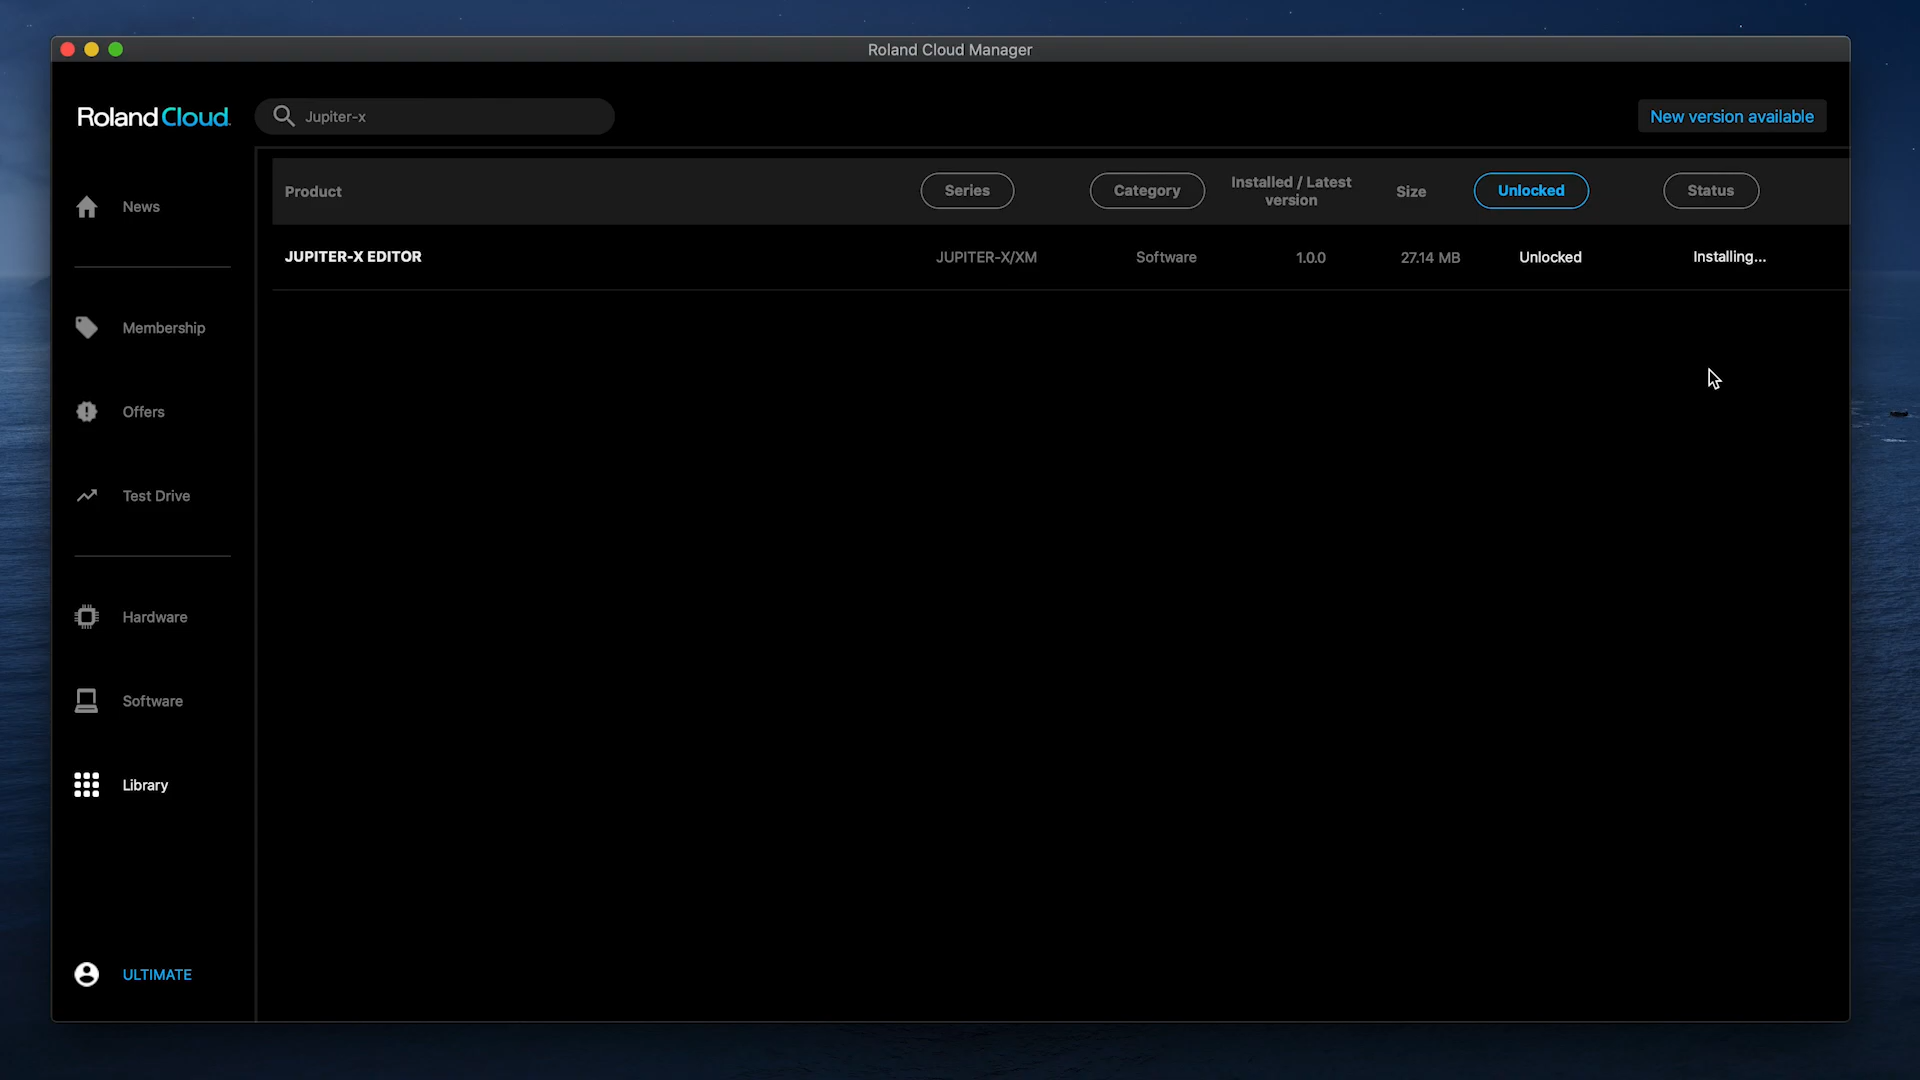 Roland Cloud Manager
Roland Cloud
Jupiter-x
New version available
Product
Series
Category
Installed / Latest
version
Size
Unlocked
Status
News
JUPITER-X EDITOR
JUPITER-X/XM
Software
1.0.0
27.14 MB
Unlocked
Installing...
Membership
Offers
Test Drive
Hardware
Software
Library
ULTIMATE